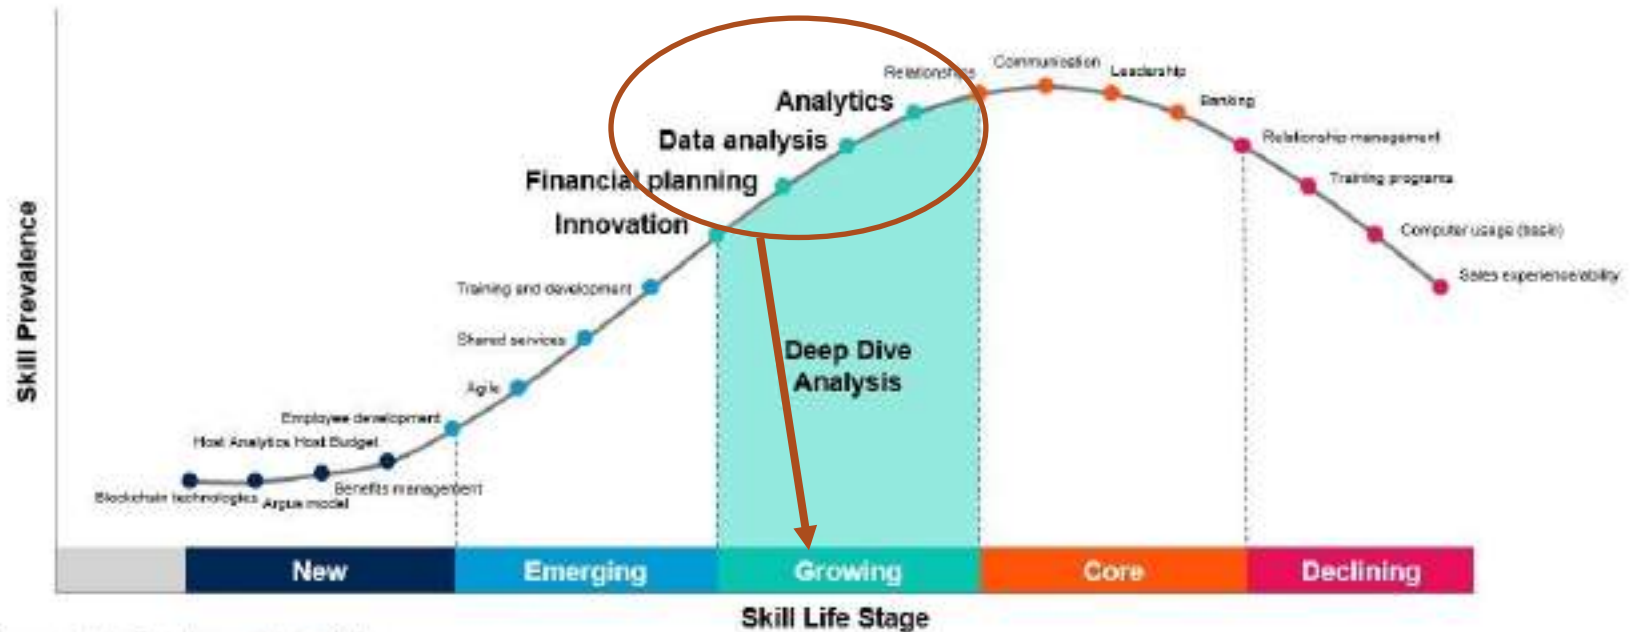 Skill Prevalence
Blockchain technologies
Argus model
Host Analytics Host Budget
Benefits management
Employee development
Agile
Shared services
Training and development
Innovation
Financial planning
Data analysis
Analytics
Relationships
Communication
Leadership
Banking
Relationship management
Training programs
Computer usage (basic)
Sales experience/ability
Deep Dive
Analysis
New
Emerging
Growing
Core
Declining
Skill Life Stage